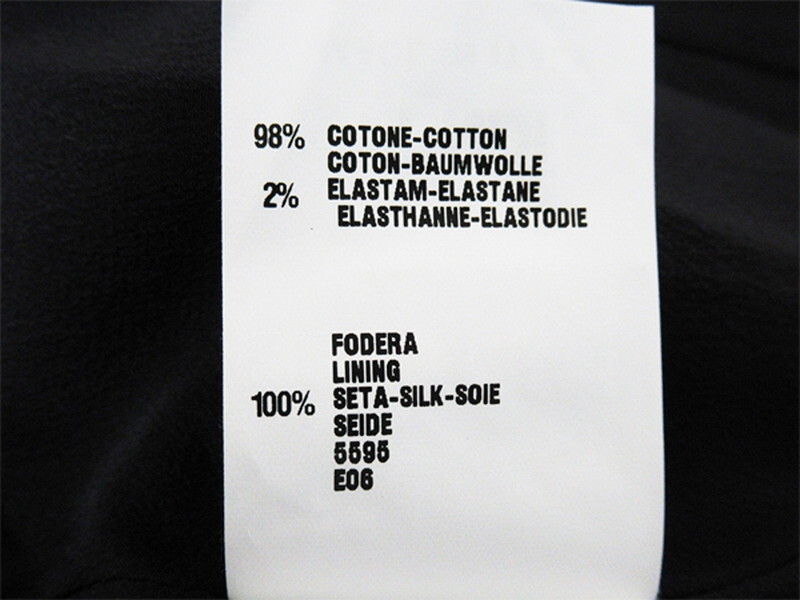 98% COTONE-COTTON
COTON-BAUMWOLLE
2% ELASTAM-ELASTANE
ELASTHANNE-ELASTODIE
FODERA
LINING
100% SETA-SILK-SOIE
SEIDE
5595
E06